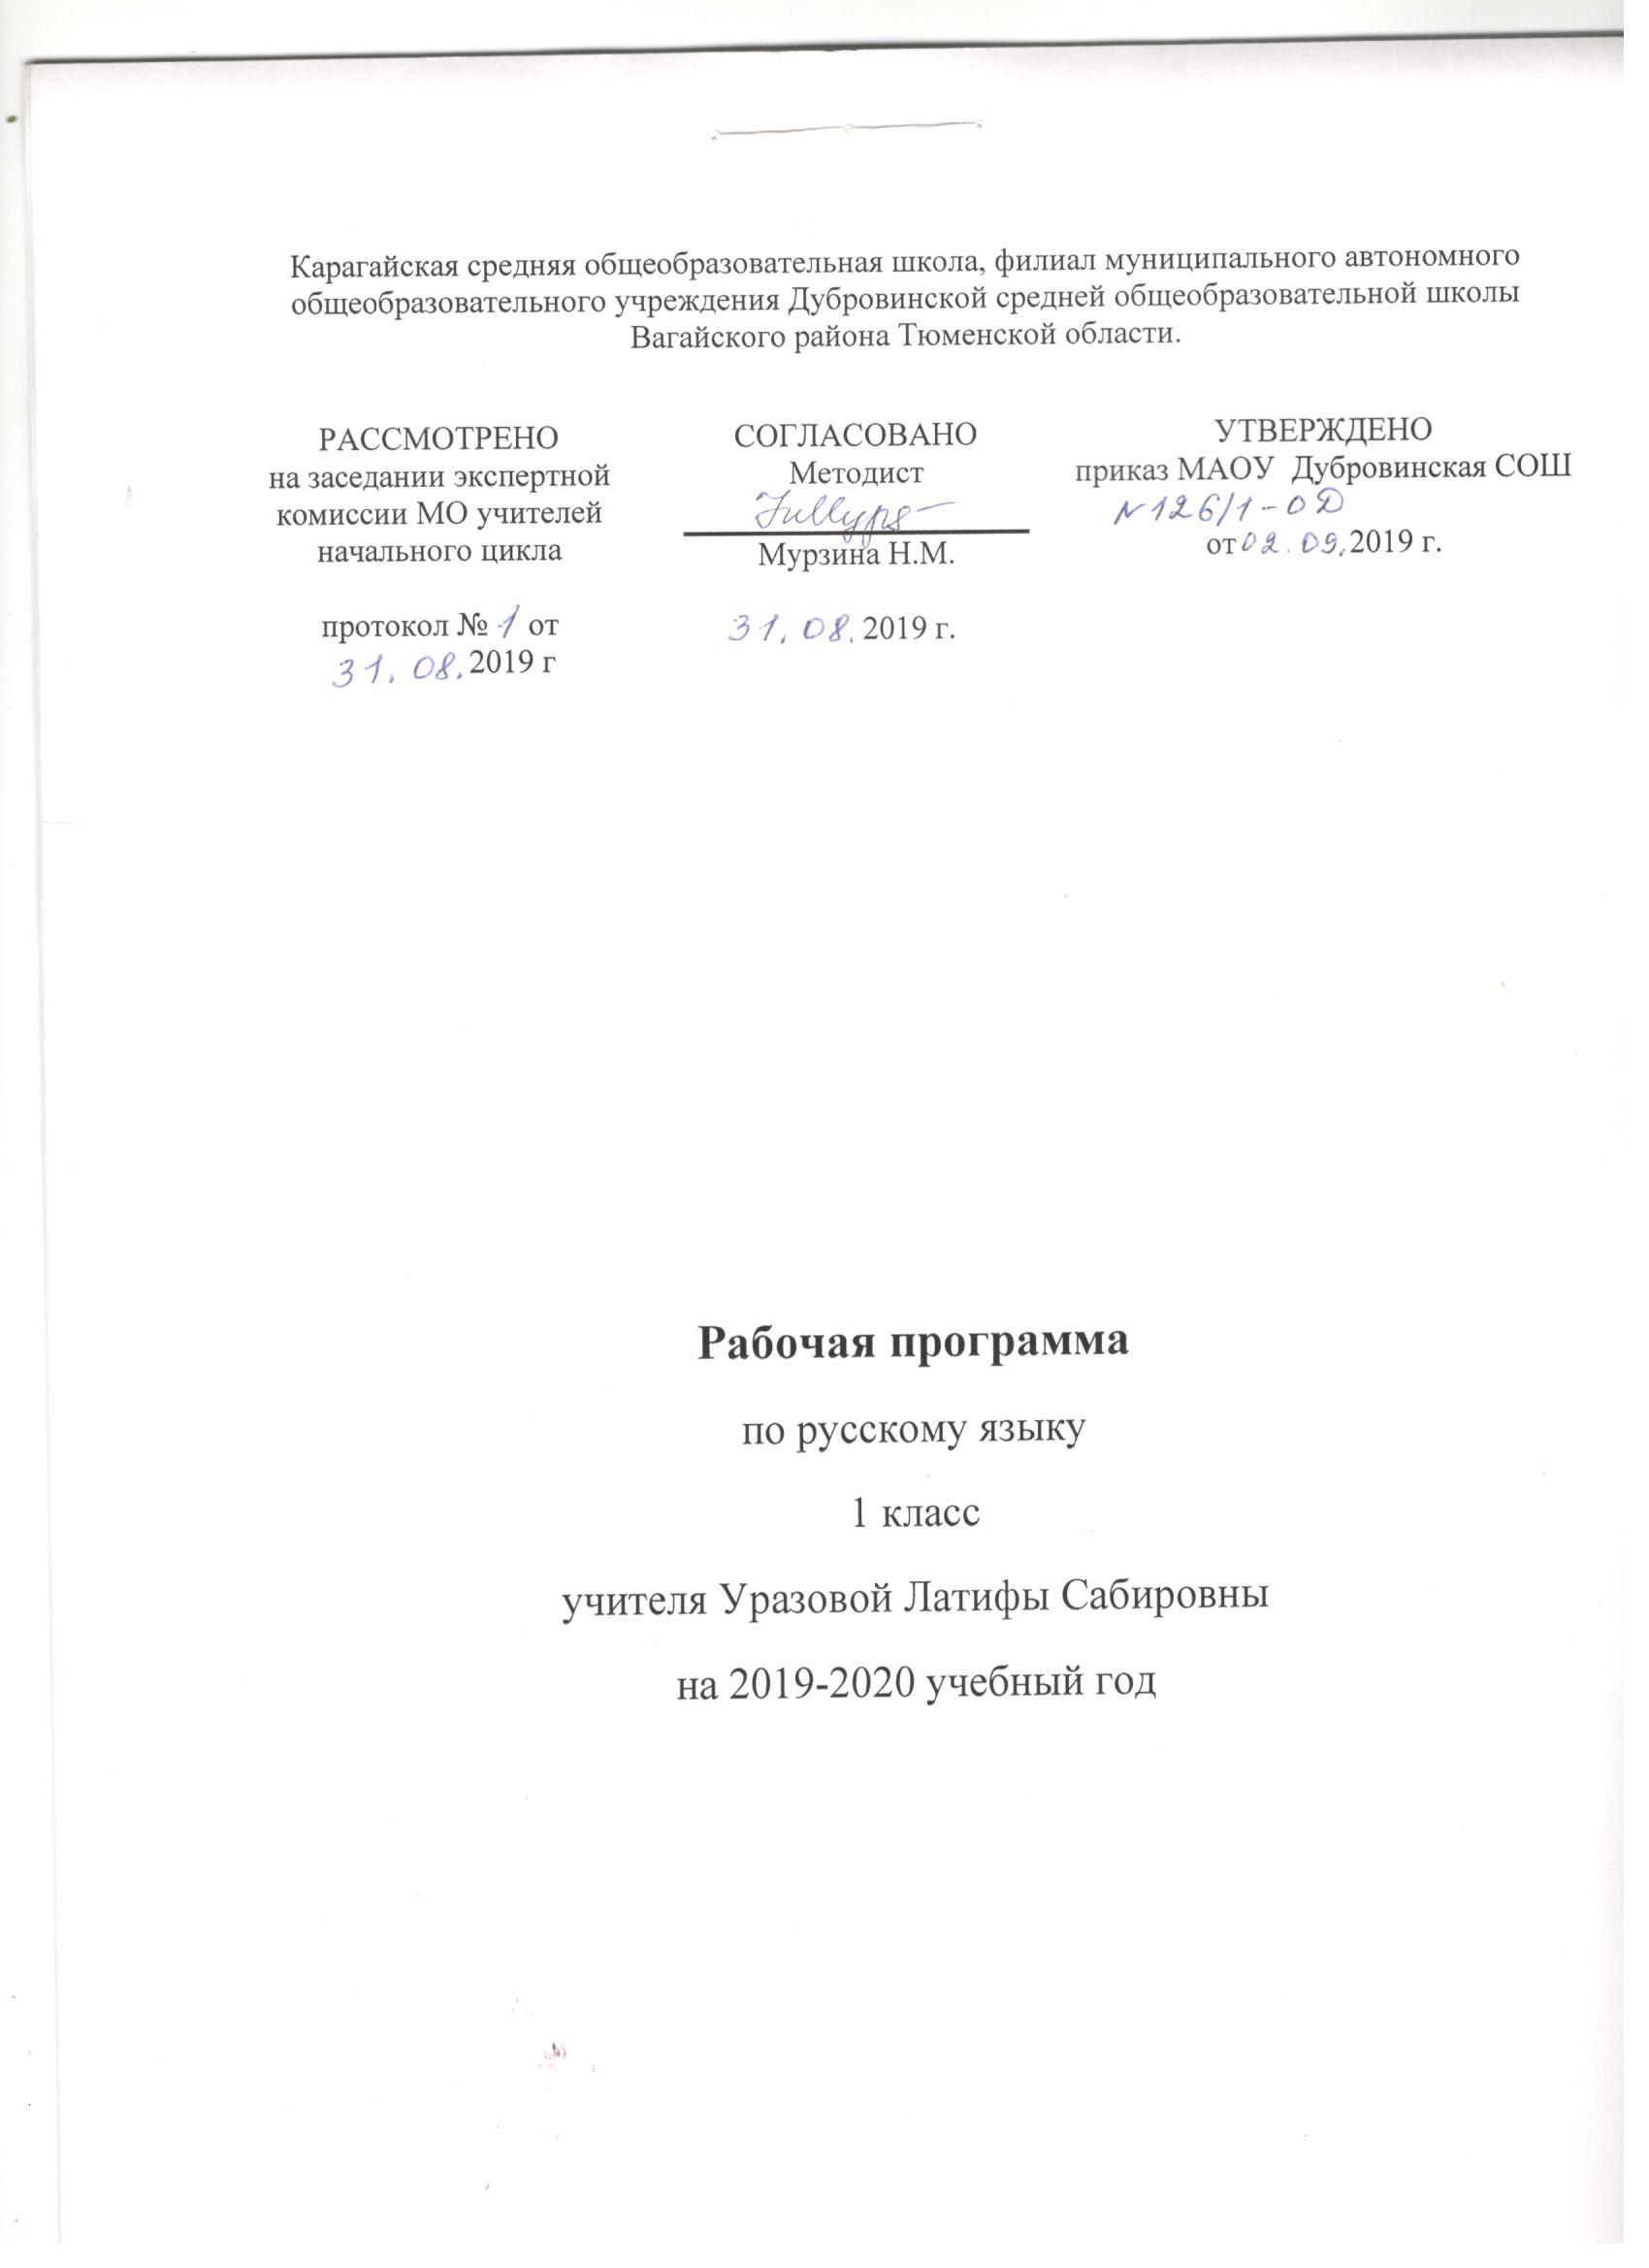 Карагайская средняя общеобразовательная школа, филиал муниципального автономного
общеобразовательного учреждения Дубровинской средней общеобразовательной школы
Вагайского района Тюменской области.
РАССМОТРЕНО
на заседании экспертной
комиссии МО учителей
начального цикла
протокол № 1 от
31.08.2019 г
СОГЛАСОВАНО
Методист
Мурзина Н.М.
31.08.2019 г.
УТВЕРЖДЕНО
приказ МАОУ Дубровинская СОШ
N126/1-ОД
от 02.09.2019 г.
Рабочая программа
по русскому языку
1 класс
учителя Уразовой Латифы Сабировны
на 2019-2020 учебный год